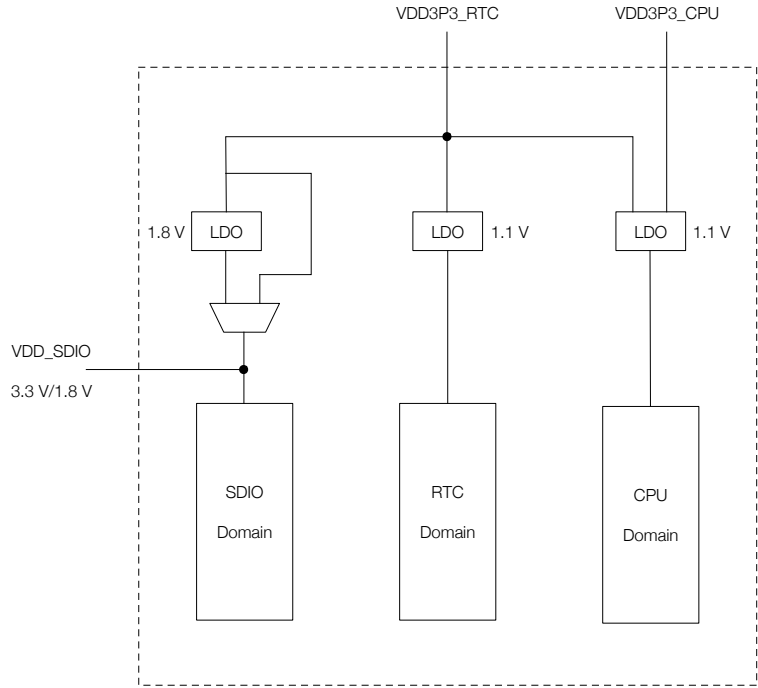 VDD3P3_RTC
VDD3P3_CPU
1.8 V
LDO
LDO
1.1 V
LDO
1.1 V
VDD_SDIO
3.3 V/1.8 V
SDIO
Domain
RTC
Domain
CPU
Domain